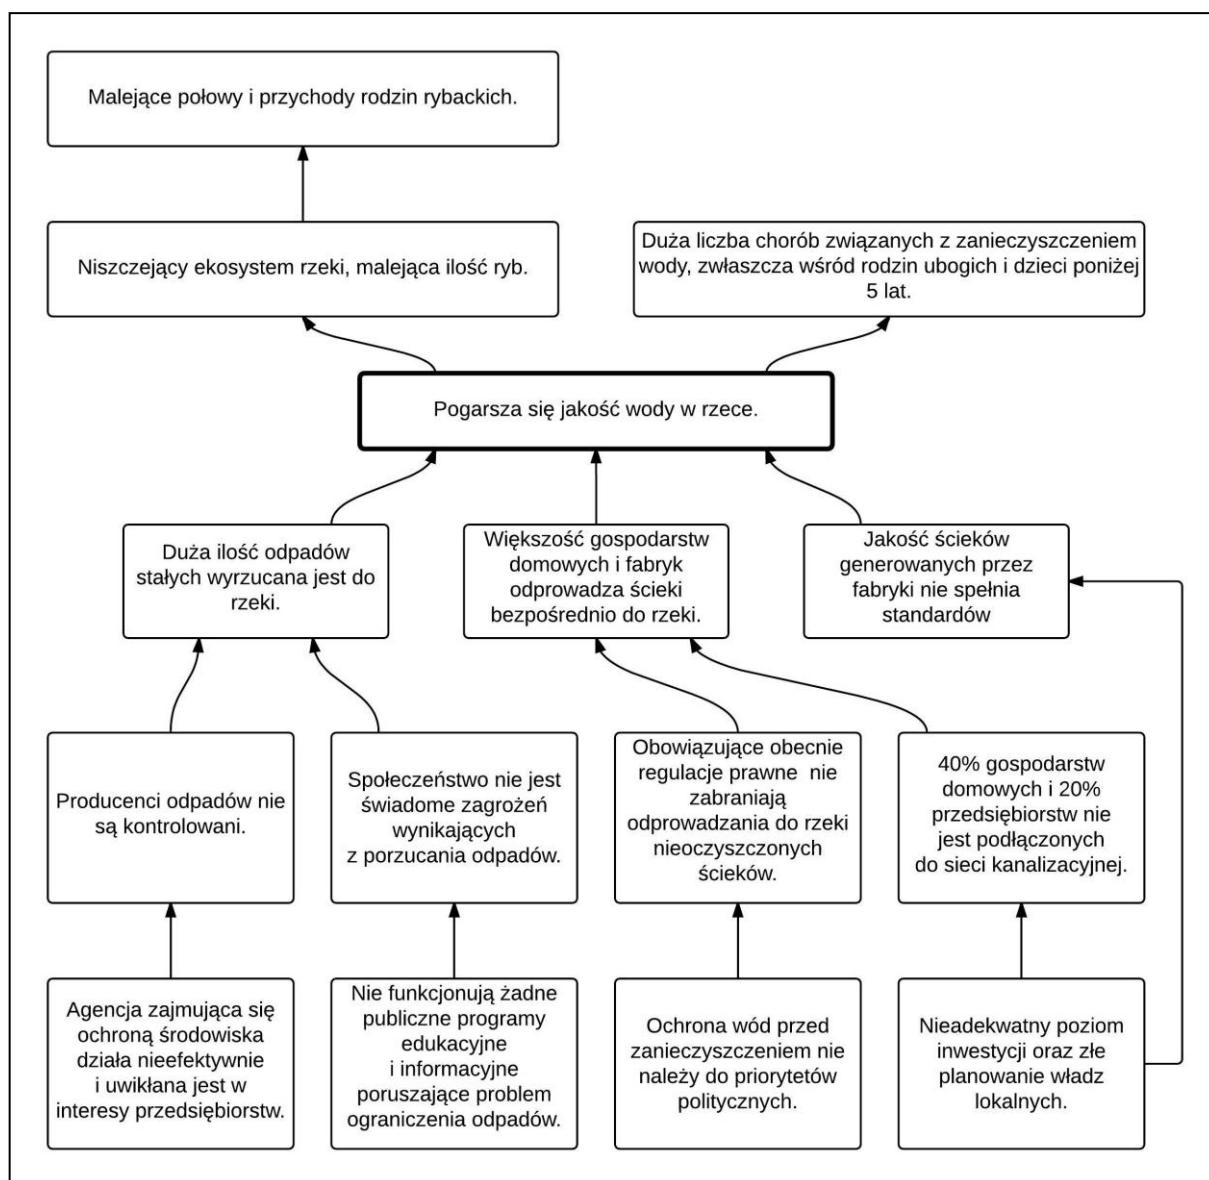 Malejące połowy i przychody rodzin rybackich.
Niszczejący ekosystem rzeki, malejąca ilość ryb.
Duża liczba chorób związanych z zanieczyszczeniem
wody, zwłaszcza wśród rodzin ubogich i dzieci poniżej
5 lat.
Pogarsza się jakość wody w rzece.
Duża ilość odpadów
stałych wyrzucana jest do
rzeki.
Większość gospodarstw
domowych i fabryk
odprowadza ścieki
bezpośrednio do rzeki.
Jakość ścieków
generowanych przez
fabryki nie spełnia
standardów
Producenci odpadów nie
są kontrolowani.
Społeczeństwo nie jest
świadome zagrożeń
wynikających
z porzucania odpadów.
Obowiązujące obecnie
regulacje prawne  nie
zabraniają
odprowadzania do rzeki
nieoczyszczonych
ścieków.
40% gospodarstw
domowych i 20%
przedsiębiorstw nie
jest podłączonych
do sieci kanalizacyjnej.
Agencja zajmująca się
ochroną środowiska
działa nieefektywnie
i uwikłana jest w
interesy przedsiębiorstw.
Nie funkcjonują żadne
publiczne programy
edukacyjne
i informacyjne
poruszające problem
ograniczenia odpadów.
Ochrona wód przed
zanieczyszczeniem nie
należy do priorytetów
politycznych.
Nieadekwatny poziom
inwestycji oraz złe
planowanie władz
lokalnych.